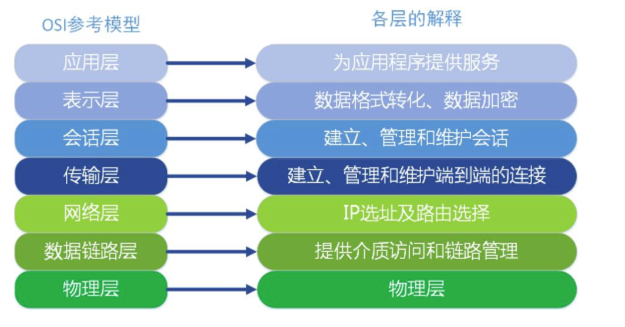 OSI参考模型
各层的解释
应用层
为应用程序提供服务
表示层
数据格式转化、数据加密
会话层
建立、管理和维护会话
传输层
建立、管理和维护端到端的连接
网络层
IP选址及路由选择
数据链路层
提供介质访问和链路管理
物理层
物理层